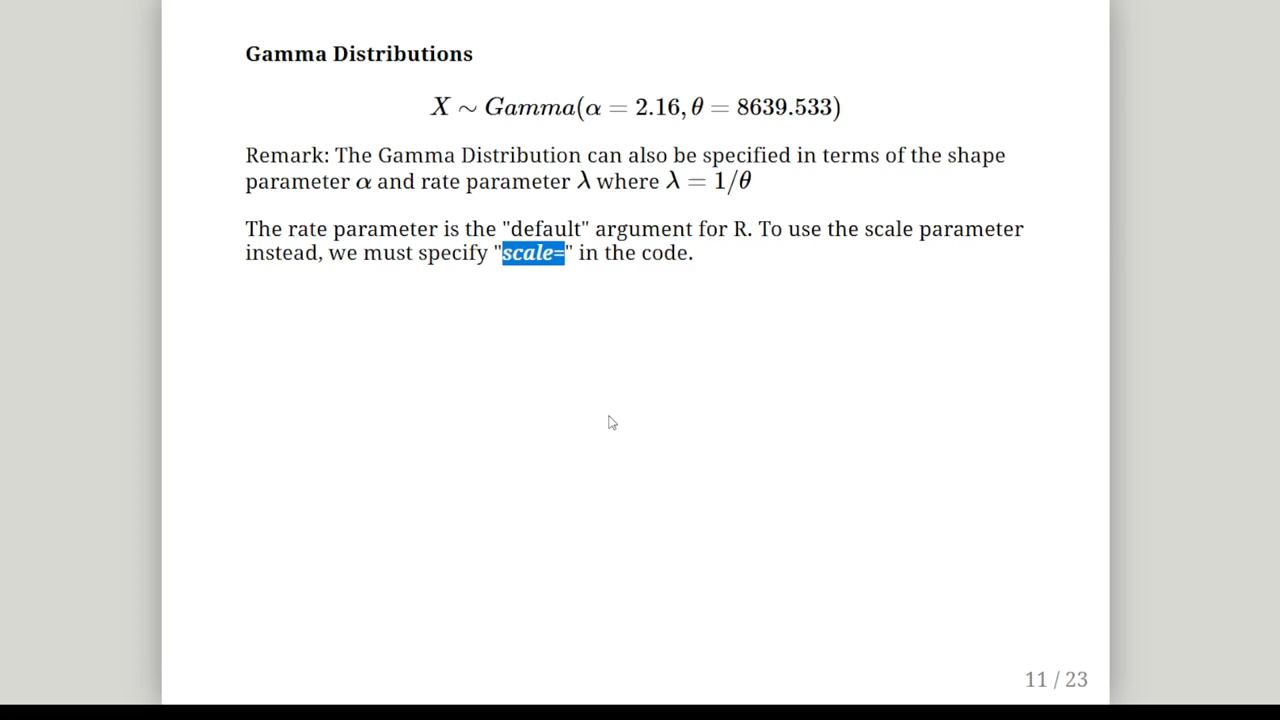 Gamma Distributions
X ∼ Gamma(α = 2.16, θ = 8639.533)
Remark: The Gamma Distribution can also be specified in terms of the shape
parameter α and rate parameter λ where λ = 1/θ
The rate parameter is the "default" argument for R. To use the scale parameter
instead, we must specify "scale=" in the code.
11 / 23